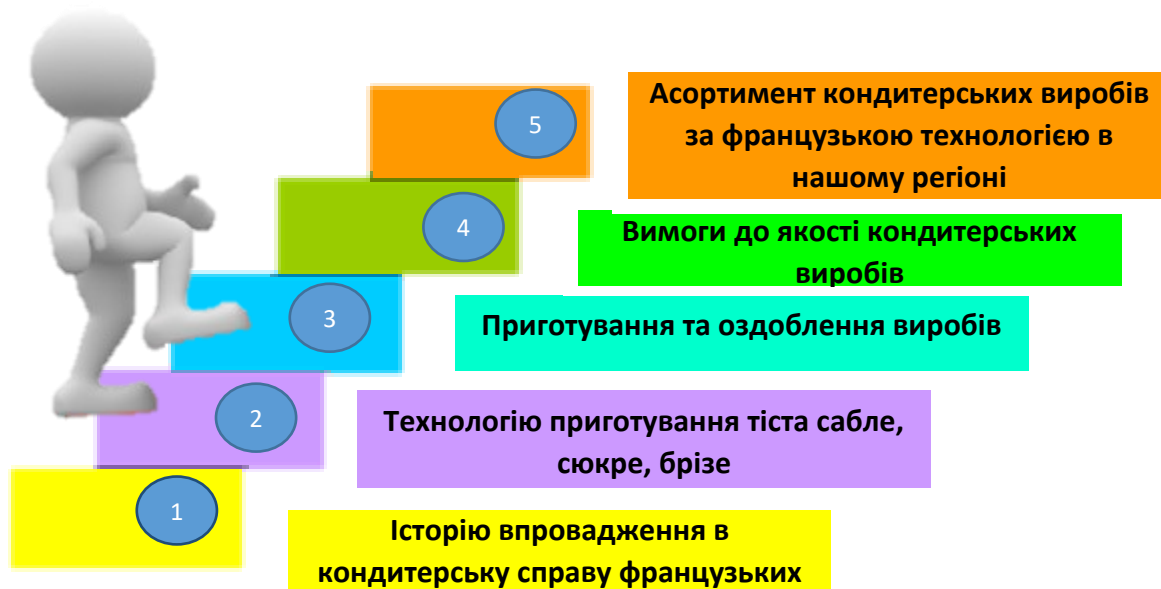 5
Асортимент кондитерських виробів
за французькою технологією в
нашому регіоні
4
Вимоги до якості кондитерських
виробів
3
Приготування та оздоблення виробів
2
Технологію приготування тіста сабле,
сюкре, брізе
1
Історію впровадження в
кондитерську справу французьких